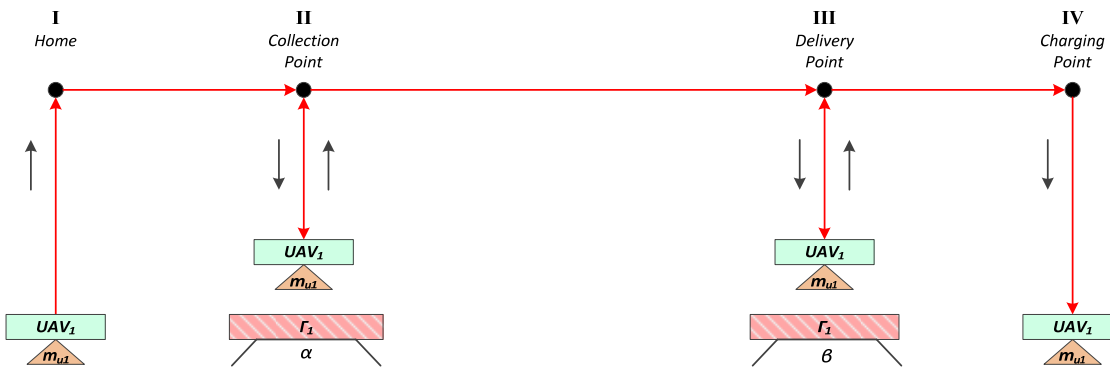 I
Home
II
Collection
Point
III
Delivery
Point
IV
Charging
Point
UAV₁
mᵤ₁
UAV₁
mᵤ₁
Γ₁
α
UAV₁
mᵤ₁
Γ₁
β
UAV₁
mᵤ₁